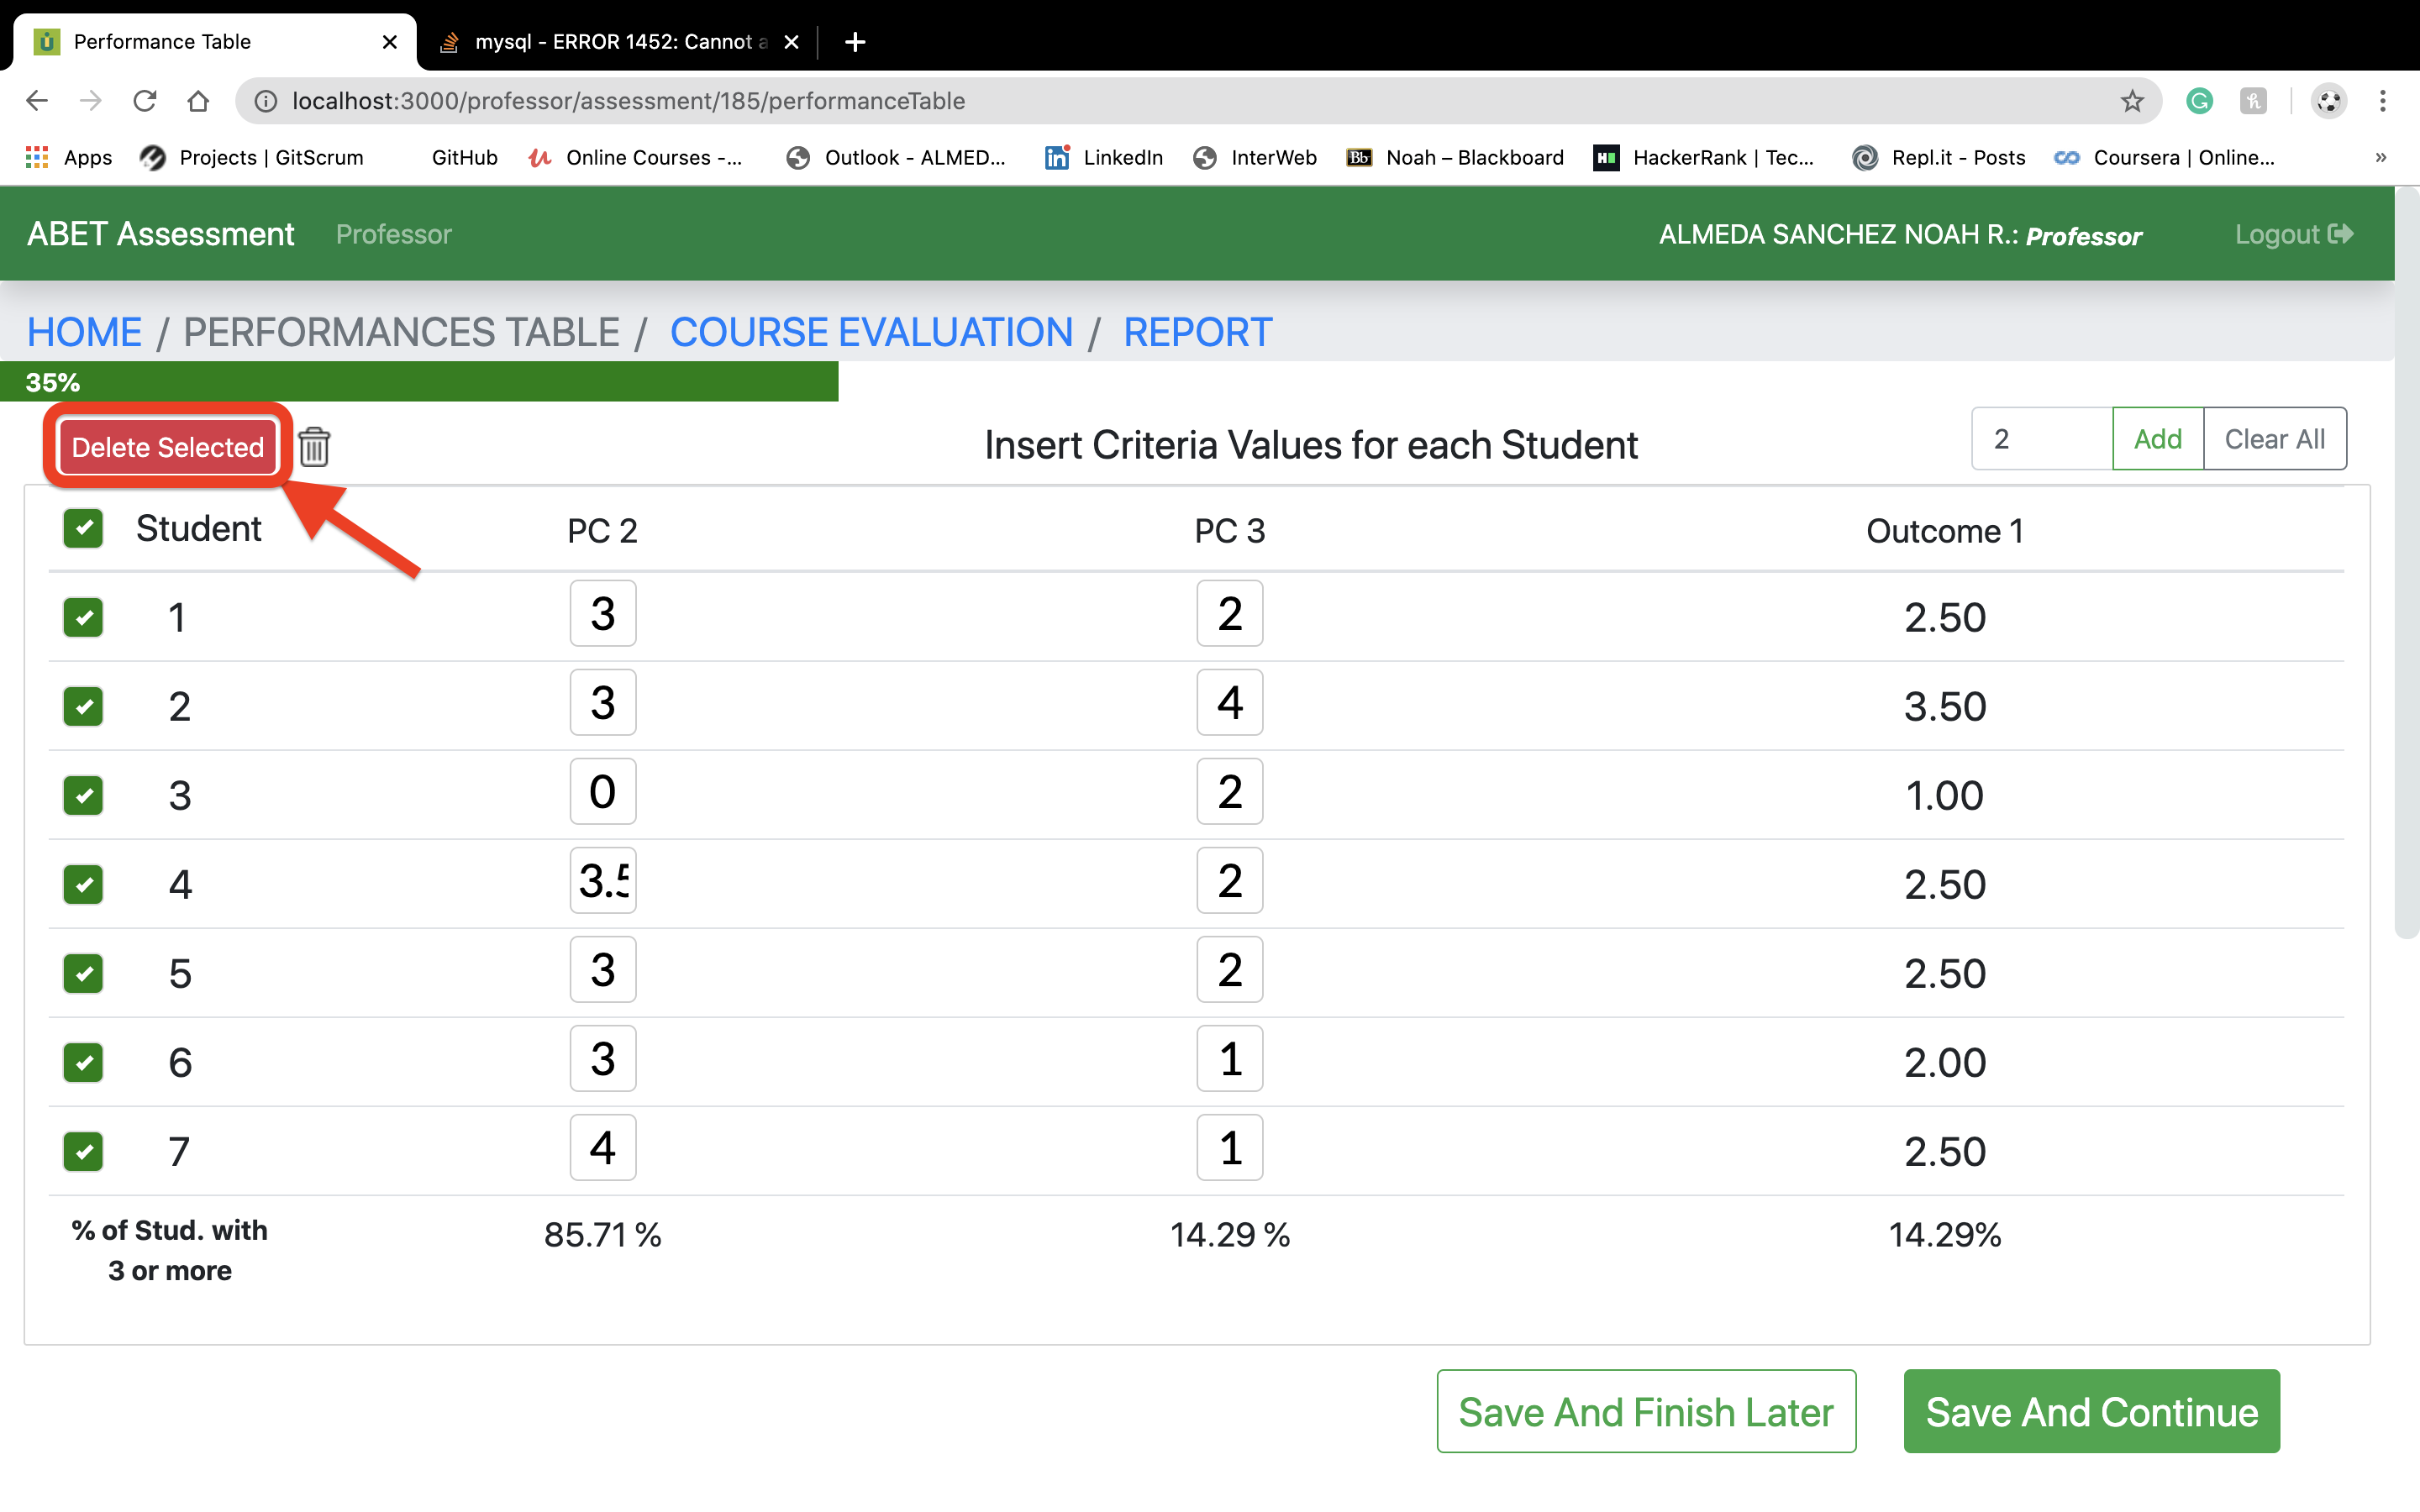 Performance Table
mysql - ERROR 1452: Cannot a
localhost:3000/professor/assessment/185/performanceTable
Apps Projects | GitScrum GitHub Online Courses -... Outlook - ALMED... LinkedIn InterWeb Noah – Blackboard HackerRank | Tec... Repl.it - Posts Coursera | Online... »
ABET Assessment Professor ALMEDA SANCHEZ NOAH R.: Professor Logout
HOME / PERFORMANCES TABLE / COURSE EVALUATION / REPORT
35%
Delete Selected Insert Criteria Values for each Student 2 Add Clear All
Student PC 2 PC 3 Outcome 1
1 3 2 2.50
2 3 4 3.50
3 0 2 1.00
4 3.5 2 2.50
5 3 2 2.50
6 3 1 2.00
7 4 1 2.50
% of Stud. with 85.71 % 14.29 % 14.29%
3 or more
Save And Finish Later Save And Continue